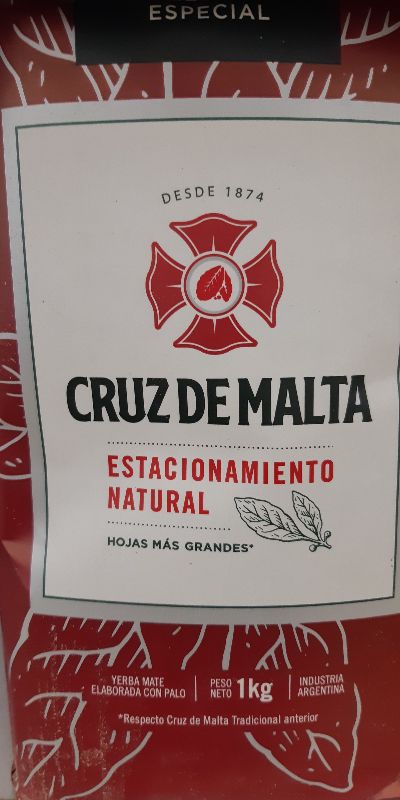 ESPECIAL
DESDE 1874
CRUZ DE MALTA
ESTACIONAMIENTO
NATURAL
HOJAS MÁS GRANDES*
YERBA MATE
ELABORADA CON PALO
PESO
NETO 1kg
INDUSTRIA
ARGENTINA
*Respecto Cruz de Malta Tradicional anterior